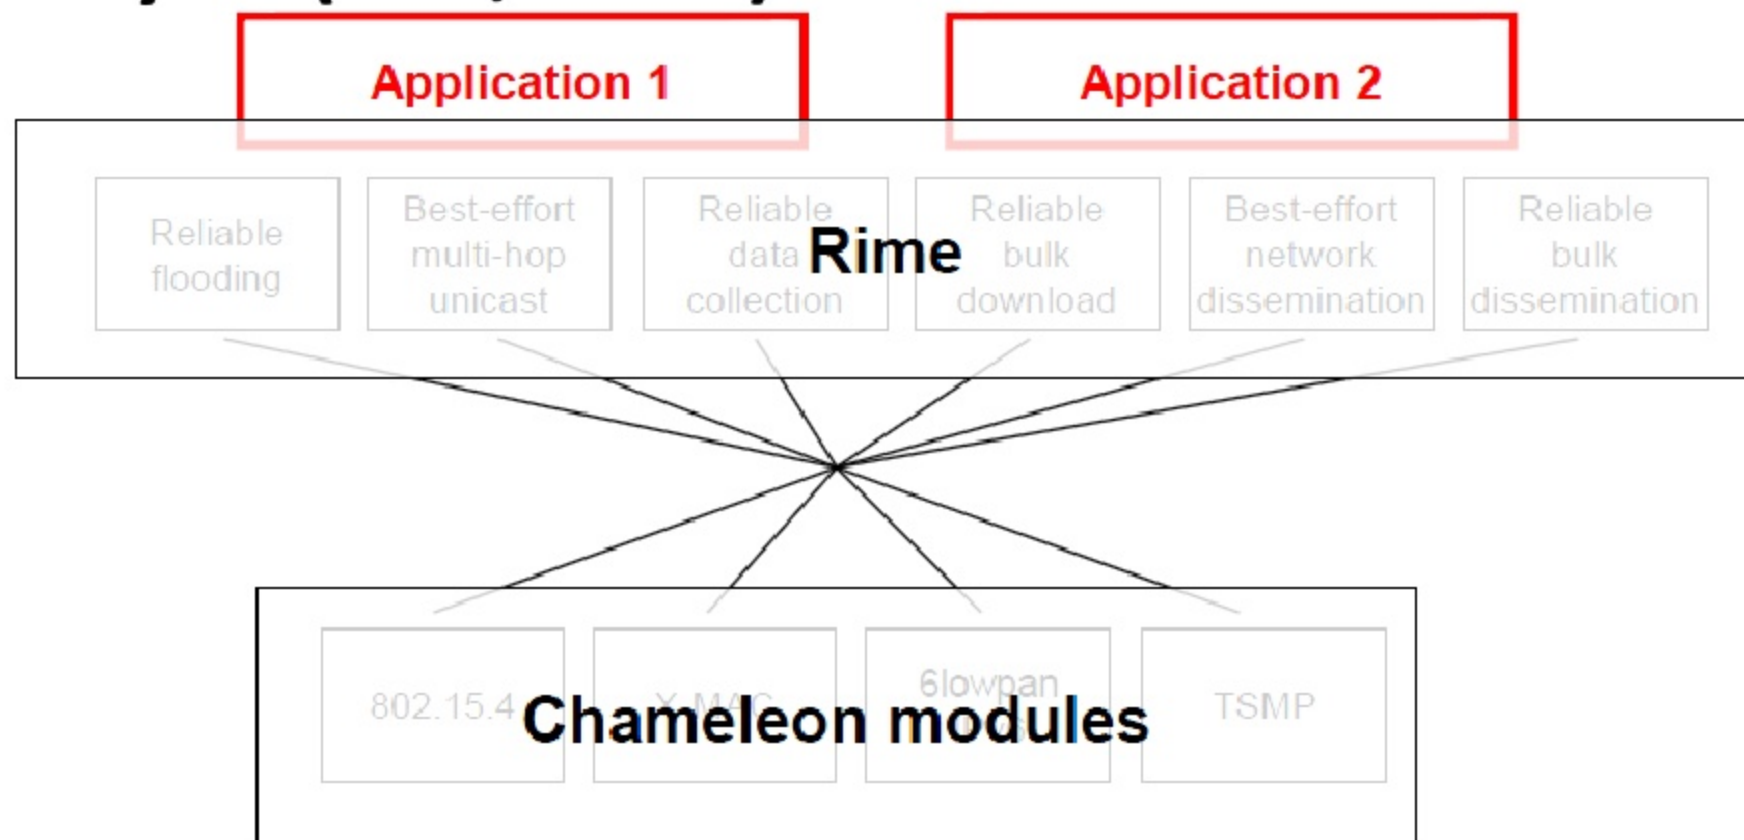 Application 1
Application 2
Reliable
flooding
Best-effort
multi-hop
unicast
Reliable
data
collection
Rime
Reliable
bulk
download
Best-effort
network
dissemination
Reliable
bulk
dissemination
802.15.4
X-MAC
6lowpan
TSMP
Chameleon modules